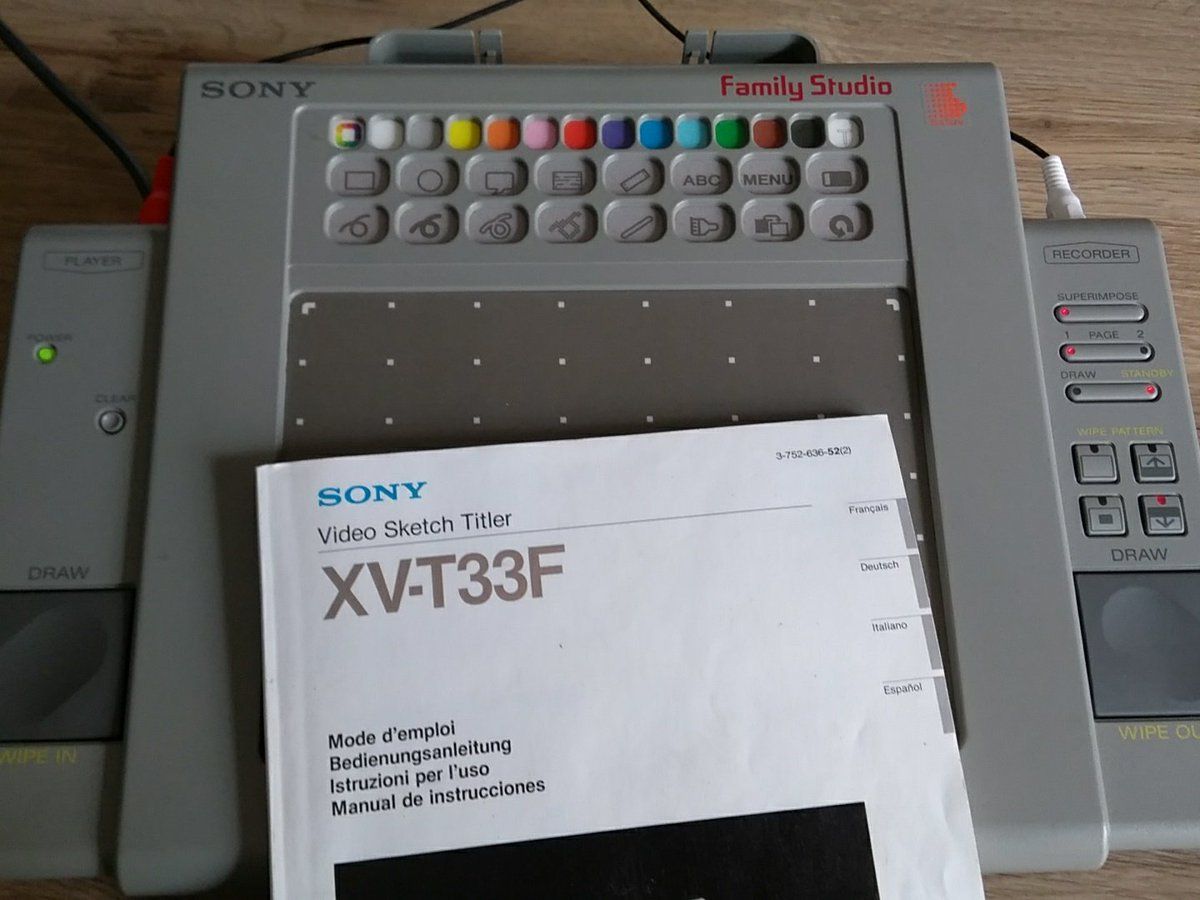 SONY
Family Studio
ABC
MENU
PLAYER
POWER
CLEAR
DRAW
WIPE IN
RECORDER
SUPERIMPOSE
1 PAGE 2
DRAW STANDBY
WIPE PATTERN
DRAW
WIPE OU
3-752-636-52(2)
SONY
Video Sketch Titler
XV-T33F
Français
Deutsch
Italiano
Español
Mode d'emploi
Bedienungsanleitung
Istruzioni per l'uso
Manual de instrucciones